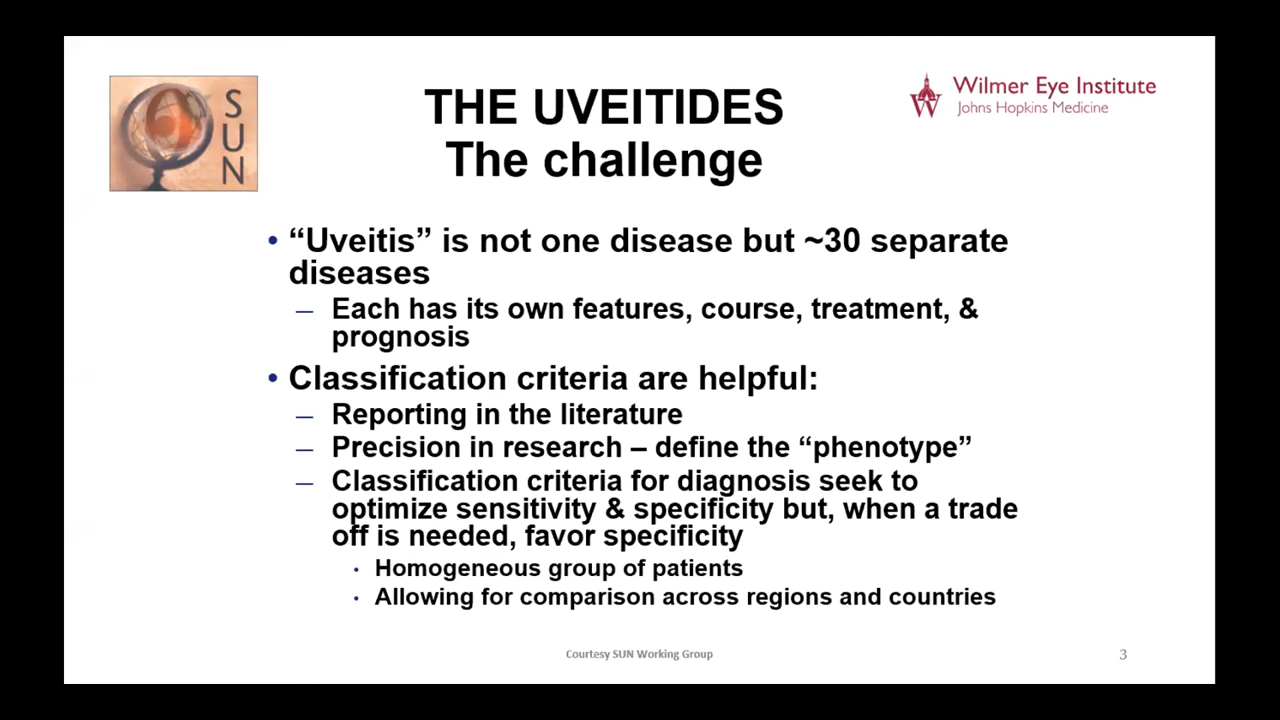 SUN
THE UVEITIDES
The challenge
Wilmer Eye Institute
Johns Hopkins Medicine
• “Uveitis” is not one disease but ~30 separate
diseases
– Each has its own features, course, treatment, &
prognosis
• Classification criteria are helpful:
– Reporting in the literature
– Precision in research – define the “phenotype”
– Classification criteria for diagnosis seek to
optimize sensitivity & specificity but, when a trade
off is needed, favor specificity
• Homogeneous group of patients
• Allowing for comparison across regions and countries
Courtesy SUN Working Group
3